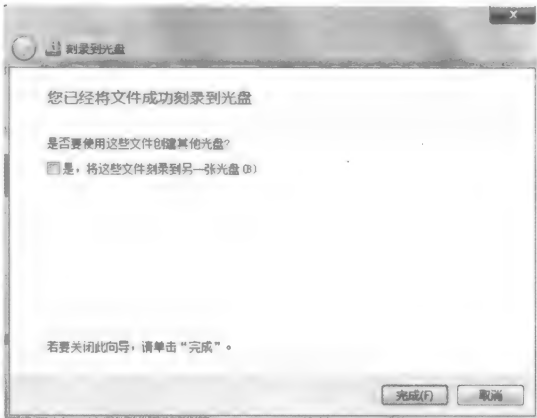 刻录到光盘
您已经将文件成功刻录到光盘
是否要使用这些文件创建其他光盘?
是，将这些文件刻录到另一张光盘(B)
若要关闭此向导，请单击“完成”。
完成(F)
取消